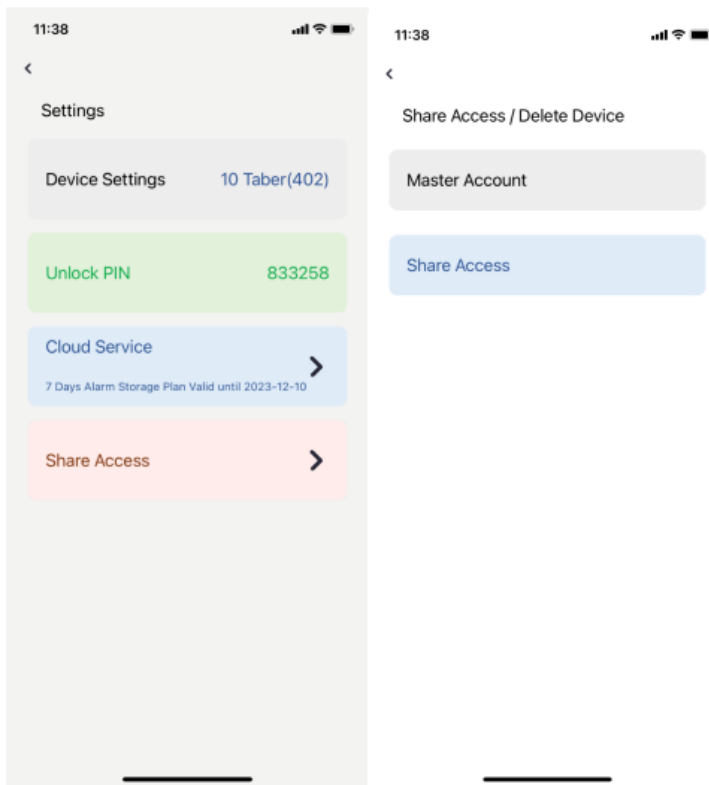 11:38
Settings
Device Settings 10 Taber(402)
Unlock PIN 833258
Cloud Service
7 Days Alarm Storage Plan Valid until 2023-12-10
Share Access
11:38
Share Access / Delete Device
Master Account
Share Access